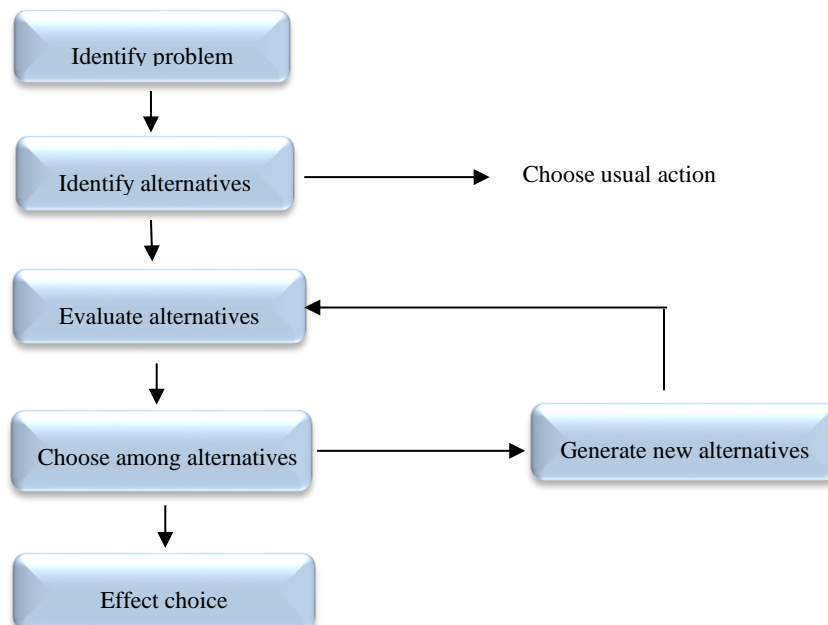 Identify problem
Identify alternatives
Choose usual action
Evaluate alternatives
Choose among alternatives
Generate new alternatives
Effect choice